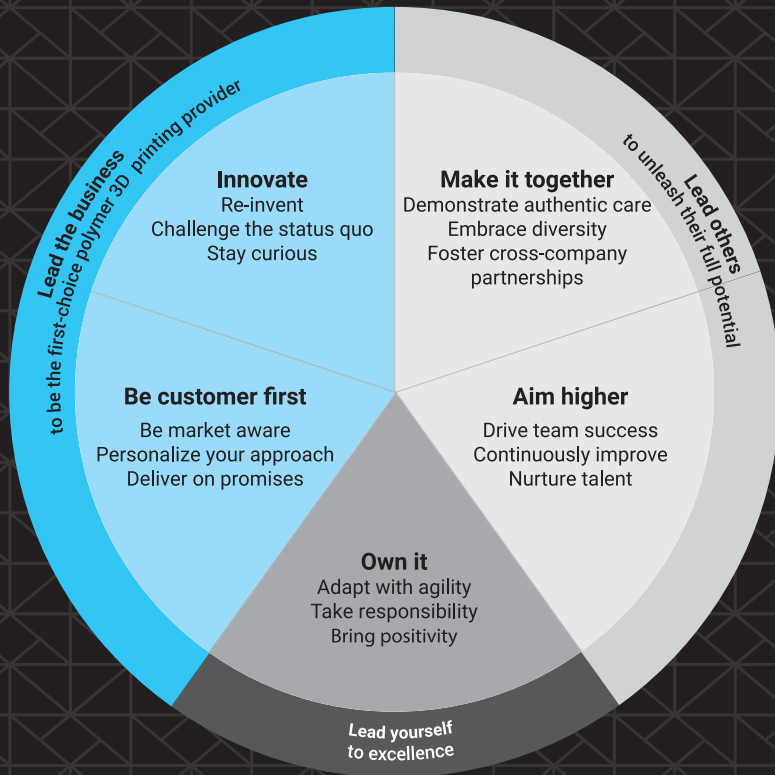 Lead the business
to be the first-choice polymer 3D printing provider
Innovate
Re-invent
Challenge the status quo
Stay curious
Make it together
Demonstrate authentic care
Embrace diversity
Foster cross-company
partnerships
Lead others
to unleash their full potential
Be customer first
Be market aware
Personalize your approach
Deliver on promises
Aim higher
Drive team success
Continuously improve
Nurture talent
Own it
Adapt with agility
Take responsibility
Bring positivity
Lead yourself
to excellence